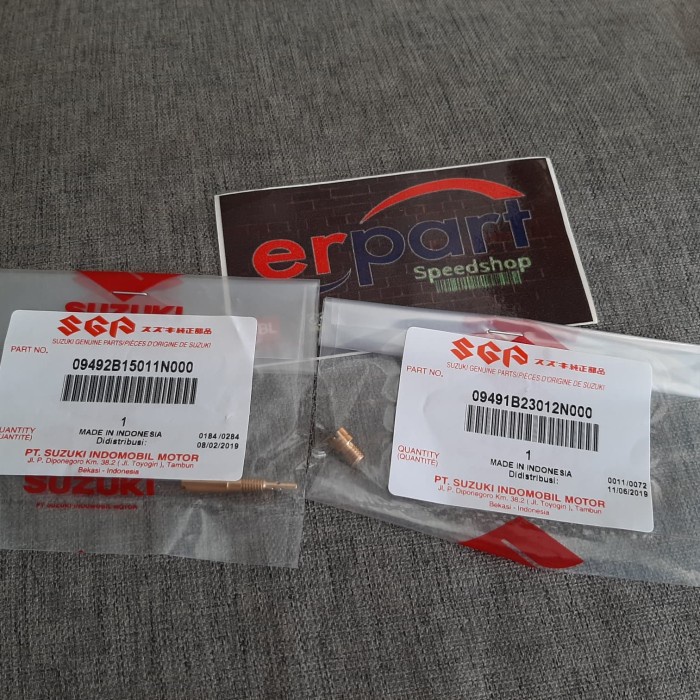 erpart
Speedshop
SUZUKI
SGP スズキ純正部品
SUZUKI GENUINE PARTS/PIÈCES D'ORIGINE DE SUZUKI
PART NO.
09492B15011N000
QUANTITY
(QUANTITÉ)
1
MADE IN INDONESIA
Didistribusi:
0184/0284
08/02/2019
PT. SUZUKI INDOMOBIL MOTOR
Jl. P. Diponegoro Km. 38.2 ( Jl. Toyogiri ), Tambun
Bekasi - Indonesia
SUZUKI
SGP スズキ純正部品
SUZUKI GENUINE PARTS/PIÈCES D'ORIGINE DE SUZUKI
PART NO.
09491B23012N000
QUANTITY
(QUANTITÉ)
1
MADE IN INDONESIA
Didistribusi:
0011/0072
11/06/2019
PT. SUZUKI INDOMOBIL MOTOR
Jl. P. Diponegoro Km. 38.2 ( Jl. Toyogiri ), Tambun
Bekasi - Indonesia